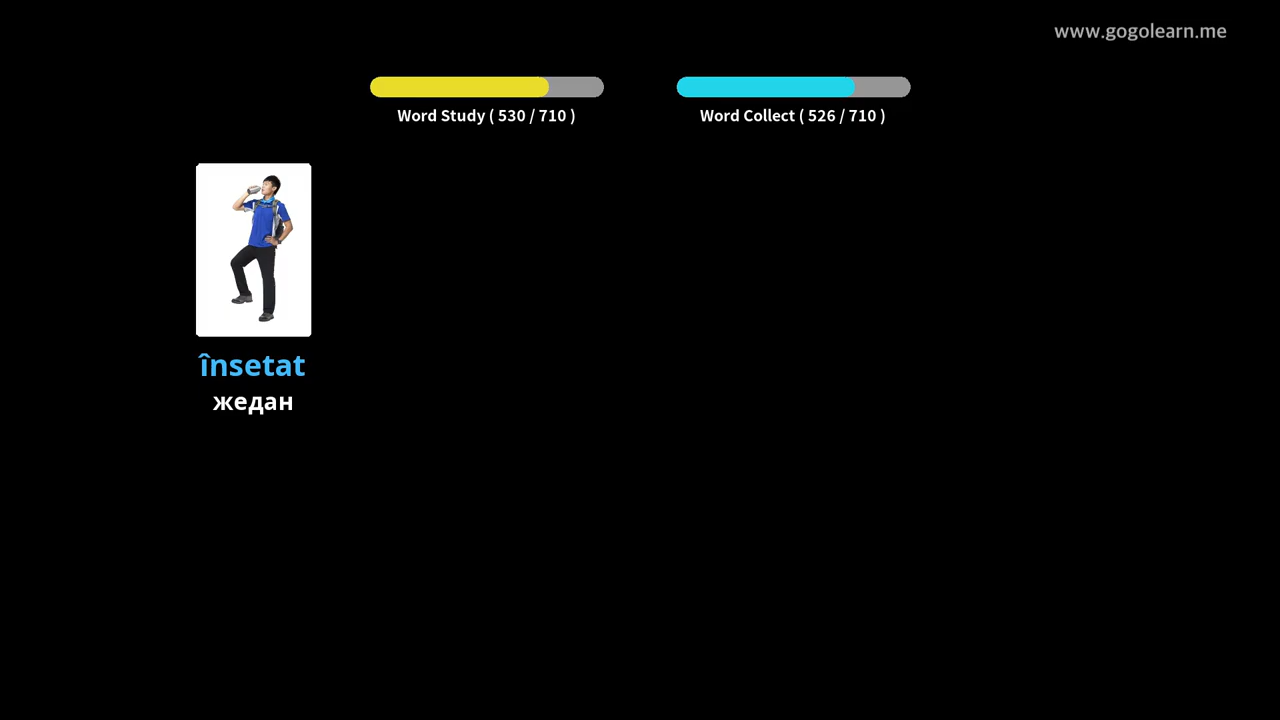 www.gogolearn.me
Word Study ( 530 / 710 )
Word Collect ( 526 / 710 )
însetat
жедан